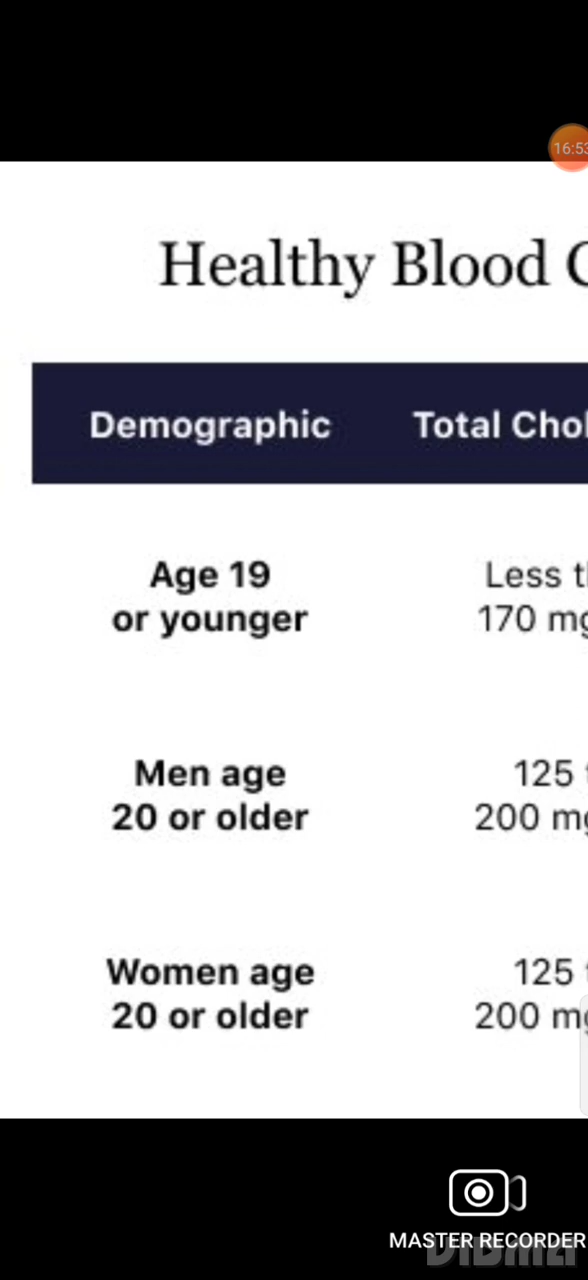 16:53
Healthy Blood
Demographic Total Chol
Age 19
or younger
Less
170 mg
Men age
20 or older
125
200 mg
Women age
20 or older
125
200 mg
MASTER RECORDER